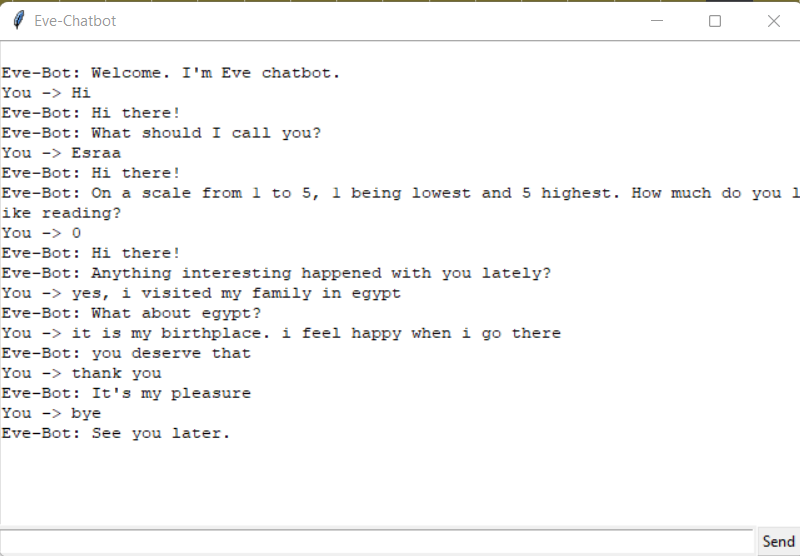 Eve-Chatbot
Eve-Bot: Welcome. I'm Eve chatbot.
You -> Hi
Eve-Bot: Hi there!
Eve-Bot: What should I call you?
You -> Esraa
Eve-Bot: Hi there!
Eve-Bot: On a scale from 1 to 5, 1 being lowest and 5 highest. How much do you l
ike reading?
You -> 0
Eve-Bot: Hi there!
Eve-Bot: Anything interesting happened with you lately?
You -> yes, i visited my family in egypt
Eve-Bot: What about egypt?
You -> it is my birthplace. i feel happy when i go there
Eve-Bot: you deserve that
You -> thank you
Eve-Bot: It's my pleasure
You -> bye
Eve-Bot: See you later.
Send